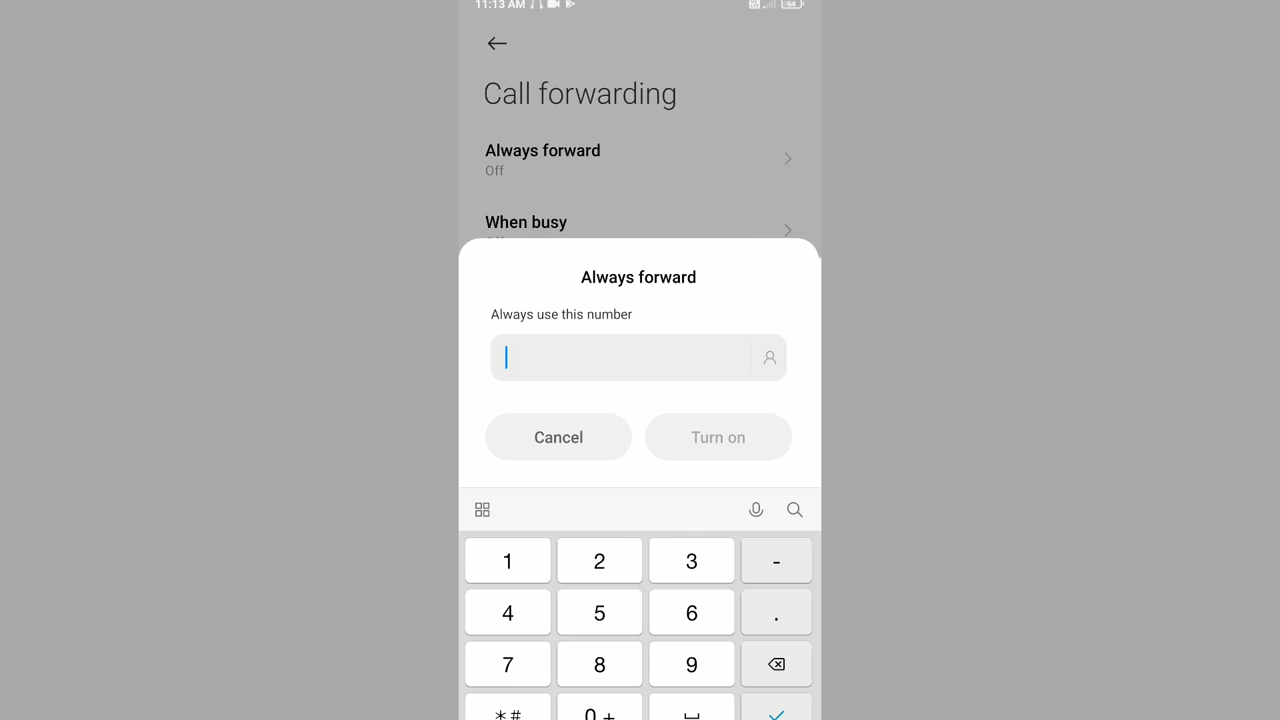 11:13 AM
64
Call forwarding
Always forward
Off
When busy
Always forward
Always use this number
Cancel
Turn on
1 2 3 -
4 5 6 .
7 8 9
*# 0 +